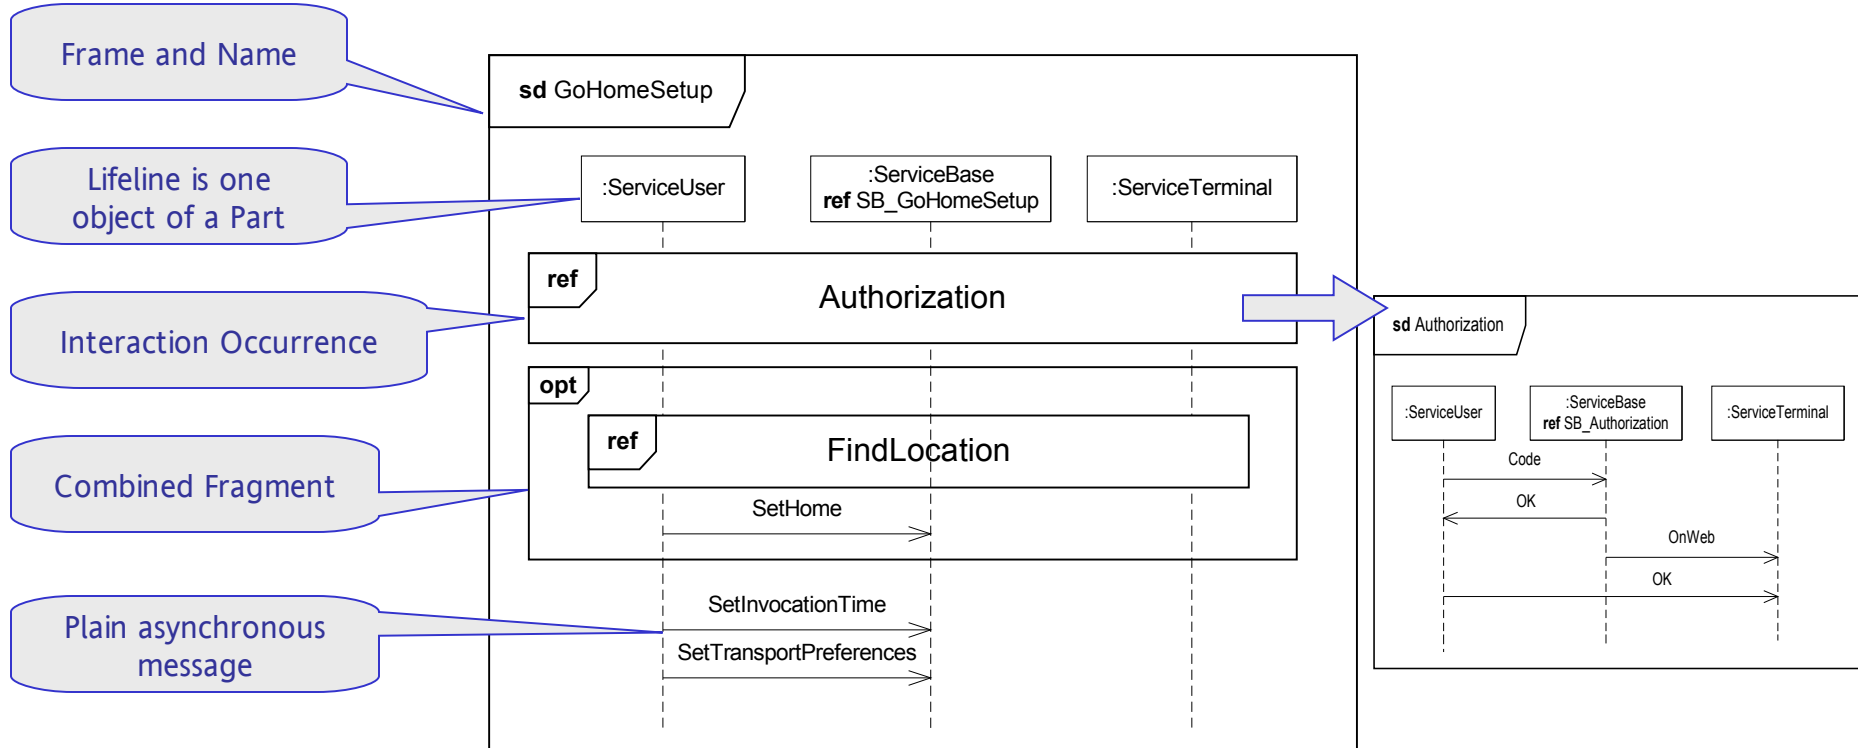 Frame and Name
sd GoHomeSetup
Lifeline is one
object of a Part
:ServiceUser
:ServiceBase
ref SB_GoHomeSetup
:ServiceTerminal
ref
Authorization
Interaction Occurrence
opt
ref
FindLocation
Combined Fragment
SetHome
Plain asynchronous
message
SetInvocationTime
SetTransportPreferences
sd Authorization
:ServiceUser
:ServiceBase
ref SB_Authorization
:ServiceTerminal
Code
OK
OnWeb
OK